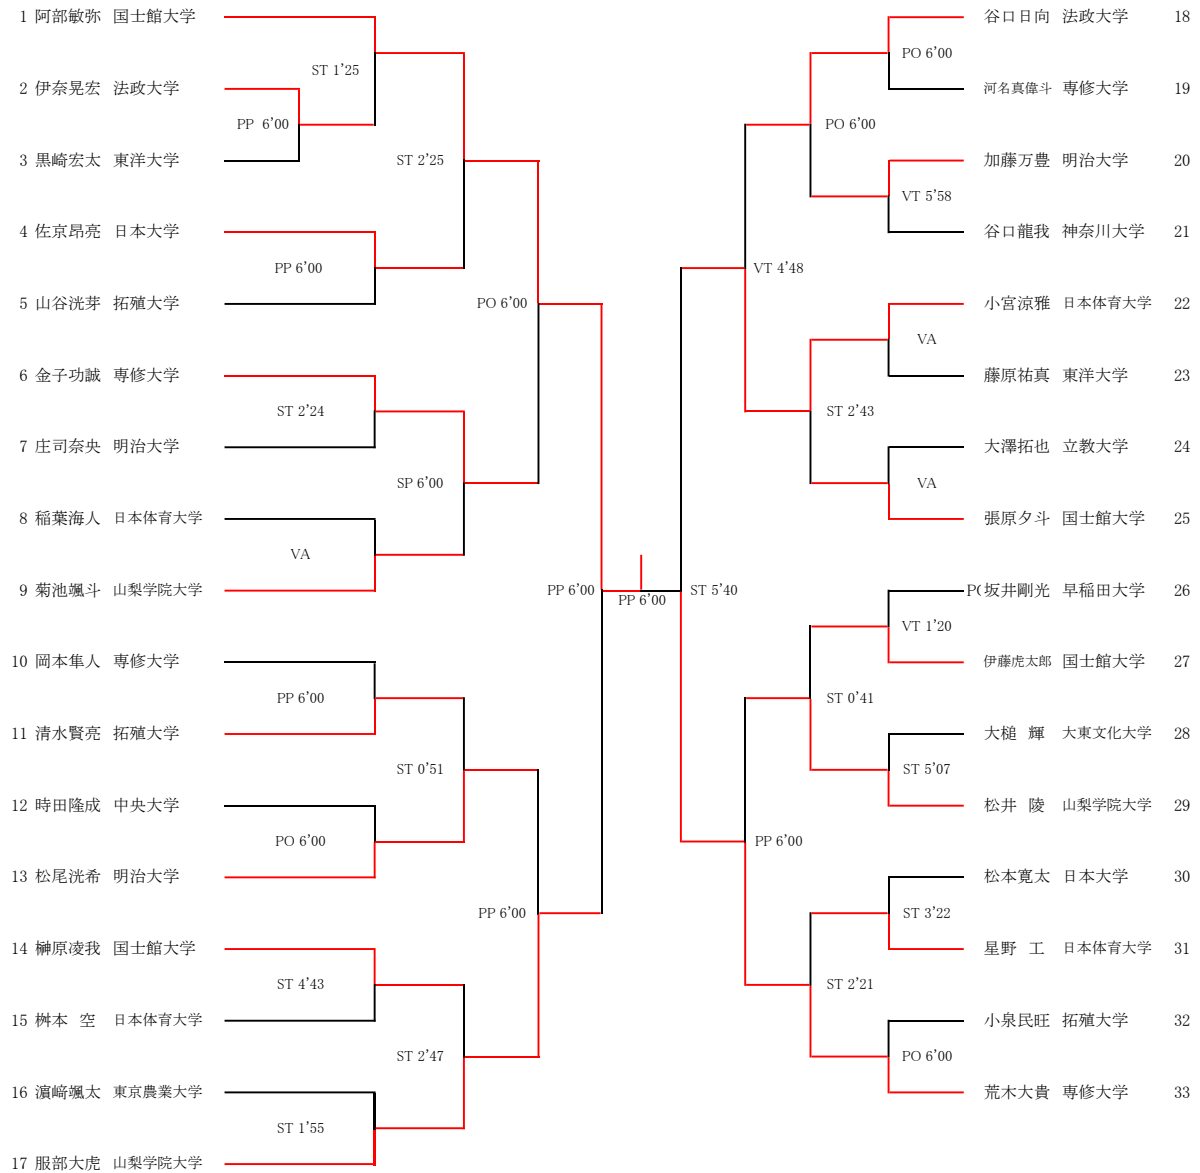 1 阿部敏弥 国士館大学
ST 1’25
2 伊奈晃宏 法政大学
PP 6’00
3 黒崎宏太 東洋大学
ST 2’25
4 佐京昂亮 日本大学
PP 6’00
5 山谷洸芽 拓殖大学
PO 6’00
6 金子功誠 専修大学
ST 2’24
7 庄司奈央 明治大学
SP 6’00
8 稲葉海人 日本体育大学
VA
9 菊池颯斗 山梨学院大学
PP 6’00
PP 6’00
10 岡本隼人 専修大学
PP 6’00
11 清水賢亮 拓殖大学
ST 0’51
12 時田隆成 中央大学
PO 6’00
13 松尾洸希 明治大学
PP 6’00
14 榊原凌我 国士館大学
ST 4’43
15 桝本 空 日本体育大学
ST 2’47
16 濵﨑颯太 東京農業大学
ST 1’55
17 服部大虎 山梨学院大学
谷口日向 法政大学 18
PO 6’00
河名真偉斗 専修大学 19
PO 6’00
加藤万豊 明治大学 20
VT 5’58
谷口龍我 神奈川大学 21
VT 4’48
小宮涼雅 日本体育大学 22
VA
藤原祐真 東洋大学 23
ST 2’43
大澤拓也 立教大学 24
VA
張原夕斗 国士館大学 25
ST 5’40
坂井剛光 早稲田大学 26
VT 1’20
伊藤虎太郎 国士館大学 27
ST 0’41
大槌 輝 大東文化大学 28
ST 5’07
松井 陵 山梨学院大学 29
PP 6’00
松本寛太 日本大学 30
ST 3’22
星野 工 日本体育大学 31
ST 2’21
小泉民旺 拓殖大学 32
PO 6’00
荒木大貴 専修大学 33